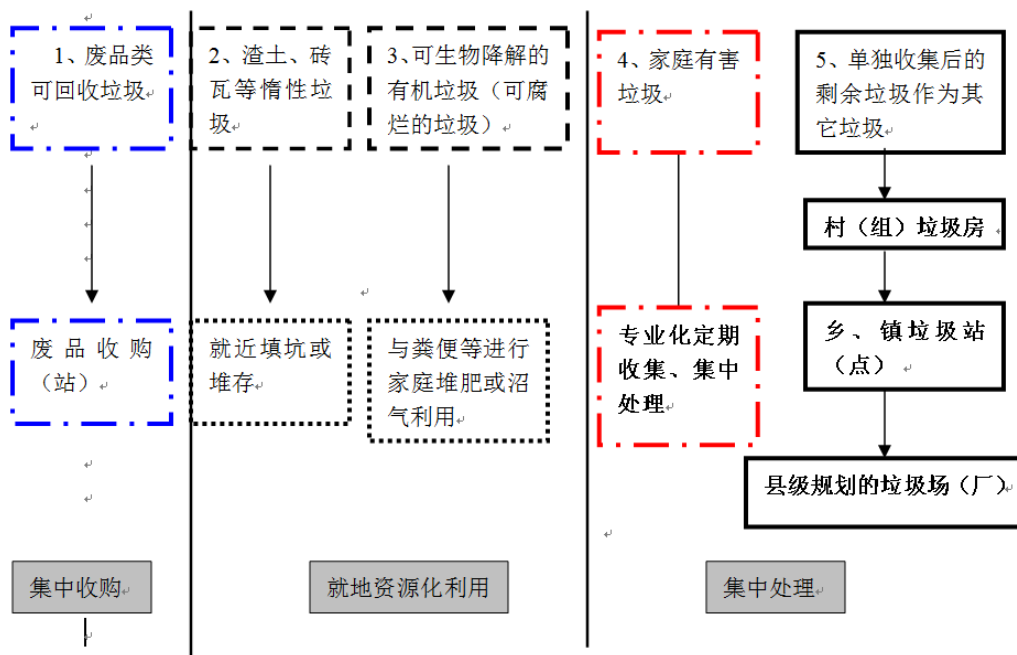 1、废品类
可回收垃圾
2、渣土、砖
瓦等惰性垃
圾
3、可生物降解的
有机垃圾（可腐
烂的垃圾）
4、家庭有害
垃圾
5、单独收集后的
剩余垃圾作为其
它垃圾
村（组）垃圾房
废品收购
（站）
就近填坑或
堆存
与粪便等进行
家庭堆肥或沼
气利用
专业化定期
收集、集中
处理
乡、镇垃圾站
（点）
县级规划的垃圾场（厂）
集中收购
就地资源化利用
集中处理